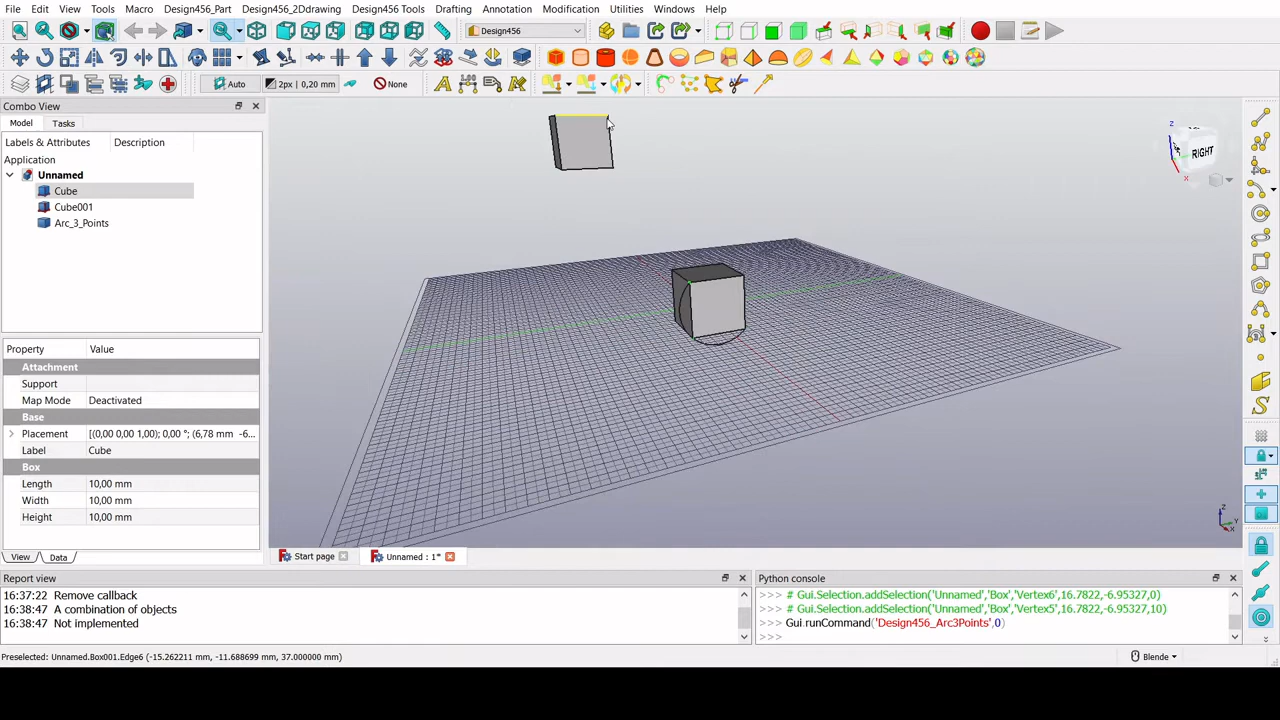 File Edit View Tools Macro Design456_Part Design456_2Ddrawing Design456 Tools Drafting Annotation Modification Utilities Windows Help
Design456
Auto 2px | 0,20 mm None
Combo View
Model Tasks
Labels & Attributes Description
Application
Unnamed
Cube
Cube001
Arc_3_Points
Property Value
Attachment
Support
Map Mode Deactivated
Base
Placement [(0,00 0,00 1,00); 0,00 °; (6,78 mm -6...
Label Cube
Box
Length 10,00 mm
Width 10,00 mm
Height 10,00 mm
View Data
Z
RIGHT
X
Z
Y
X
Start page Unnamed : 1*
Report view
16:37:22 Remove callback
16:38:47 A combination of objects
16:38:47 Not implemented
Python console
>>> # Gui.Selection.addSelection('Unnamed','Box','Vertex6',16.7822,-6.95327,0)
>>> # Gui.Selection.addSelection('Unnamed','Box','Vertex5',16.7822,-6.95327,10)
>>> Gui.runCommand('Design456_Arc3Points',0)
>>>
Preselected: Unnamed.Box001.Edge6 (-15.262211 mm, -11.688699 mm, 37.000000 mm)
Blende